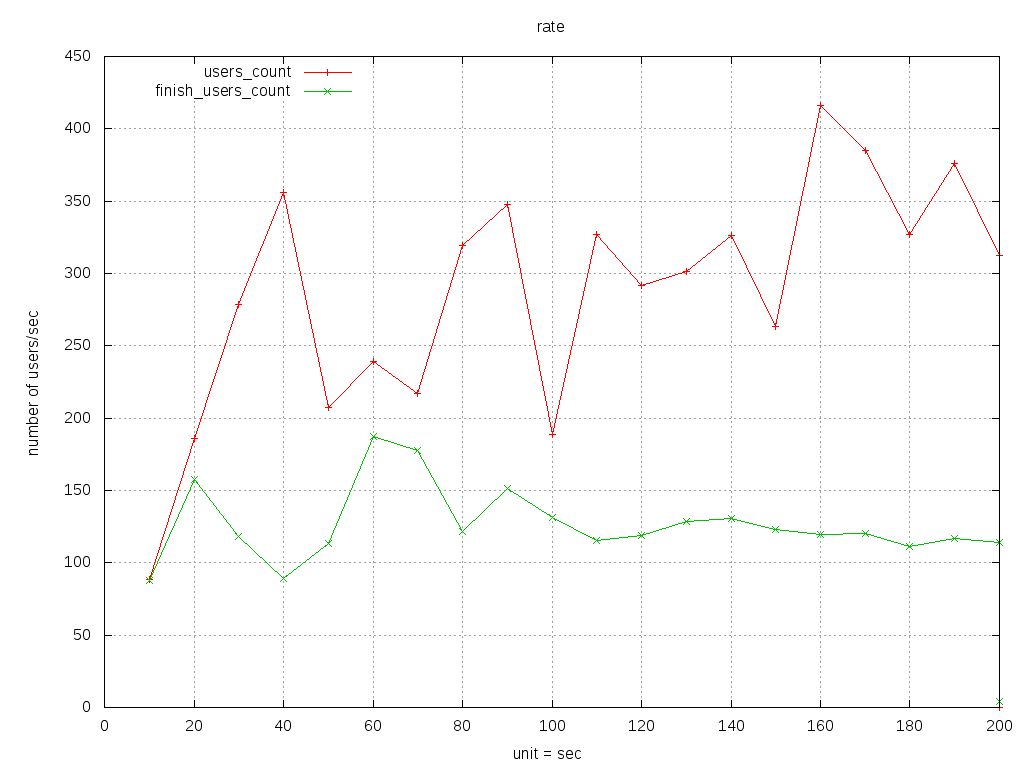 rate
users_count
finish_users_count
450
400
350
300
250
200
150
100
50
0
number of users/sec
0 20 40 60 80 100 120 140 160 180 200
unit = sec